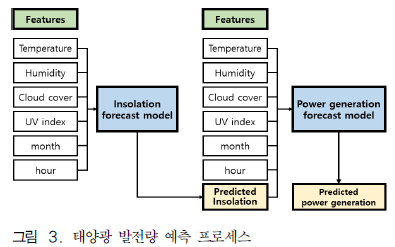 Features
Temperature
Humidity
Cloud cover
UV index
month
hour
Insolation
forecast model
Features
Temperature
Humidity
Cloud cover
UV index
month
hour
Predicted
Insolation
Power generation
forecast model
Predicted
power generation
그림 3. 태양광 발전량 예측 프로세스